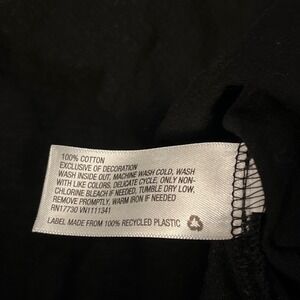 100% COTTON
EXCLUSIVE OF DECORATION
WASH INSIDE OUT, MACHINE WASH COLD, WASH
WITH LIKE COLORS. DELICATE CYCLE, ONLY NON-
CHLORINE BLEACH IF NEEDED, TUMBLE DRY LOW,
REMOVE PROMPTLY, WARM IRON IF NEEDED
RN17730 VN1111341
LABEL MADE FROM 100% RECYCLED PLASTIC